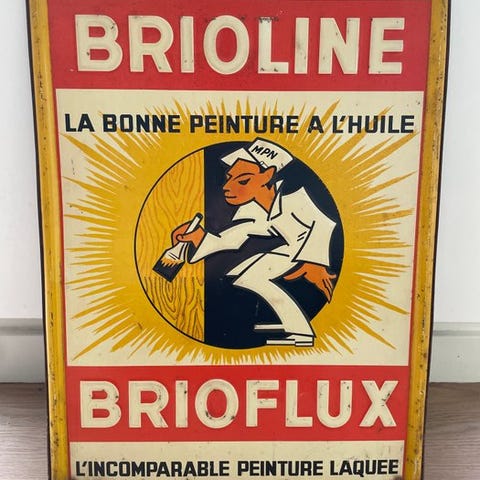 BRIOLINE
LA BONNE PEINTURE A L'HUILE
MPN
BRIOFLUX
L'INCOMPARABLE PEINTURE LAQUEE